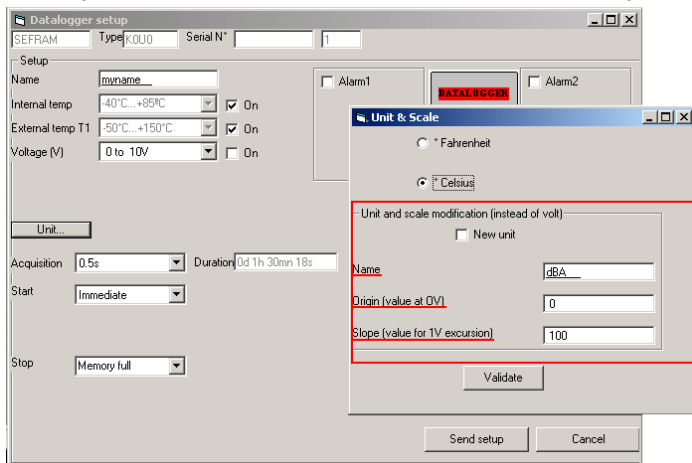 Datalogger setup
SEFRAM Type K0U0 Serial N° 1
Setup
Name myname
Alarm1 DATALOGGER Alarm2
Internal temp -40°C...+85ºC On
External temp T1 -50°C...+150°C On
Voltage (V) 0 to 10V On
Unit...
Acquisition 0.5s Duration 0d 1h 30mn 18s
Start Immediate
Stop Memory full
Unit & Scale
° Fahrenheit
° Celsius
Unit and scale modification (instead of volt)
New unit
Name dBA
Origin (value at 0V) 0
Slope (value for 1V excursion) 100
Validate
Send setup Cancel